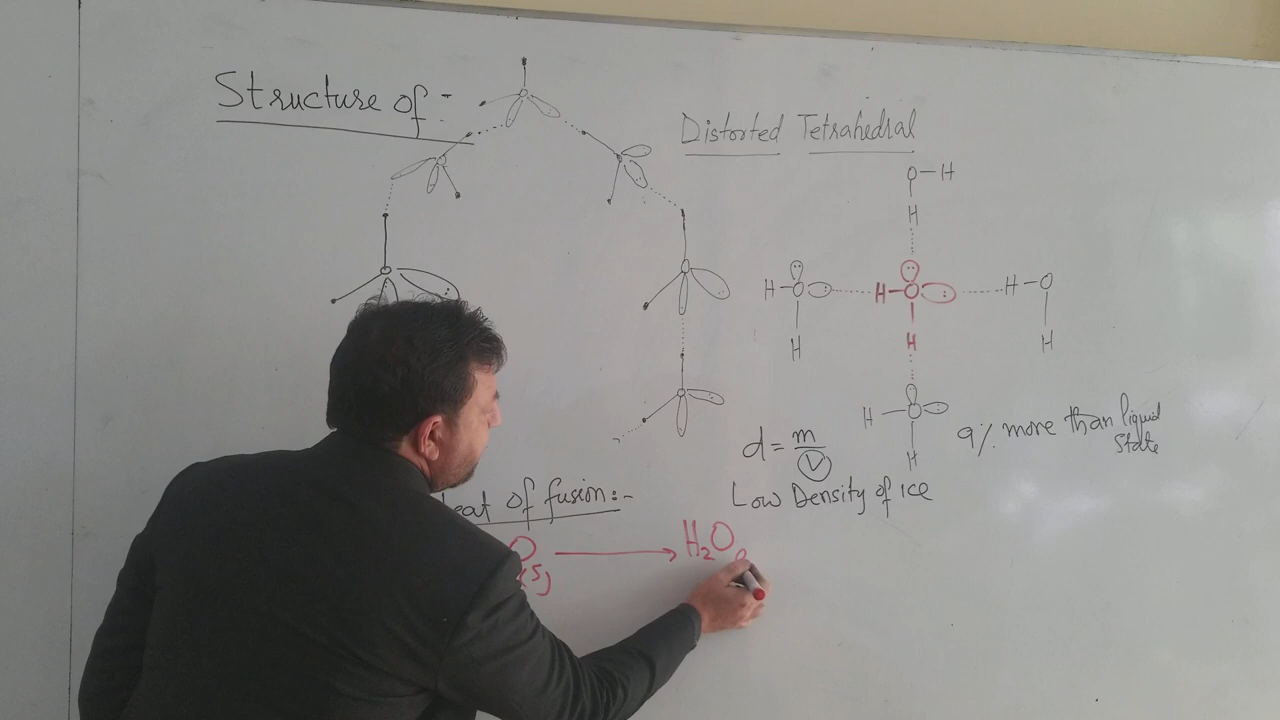 Structure of :-
Distorted Tetrahedral
O-H
H
H-O
H-O
H-O
H
H
H
H-O
H
d = m/V
9% more than liquid
state
Low Density of ice
eat of fusion:-
O(s) → H₂O